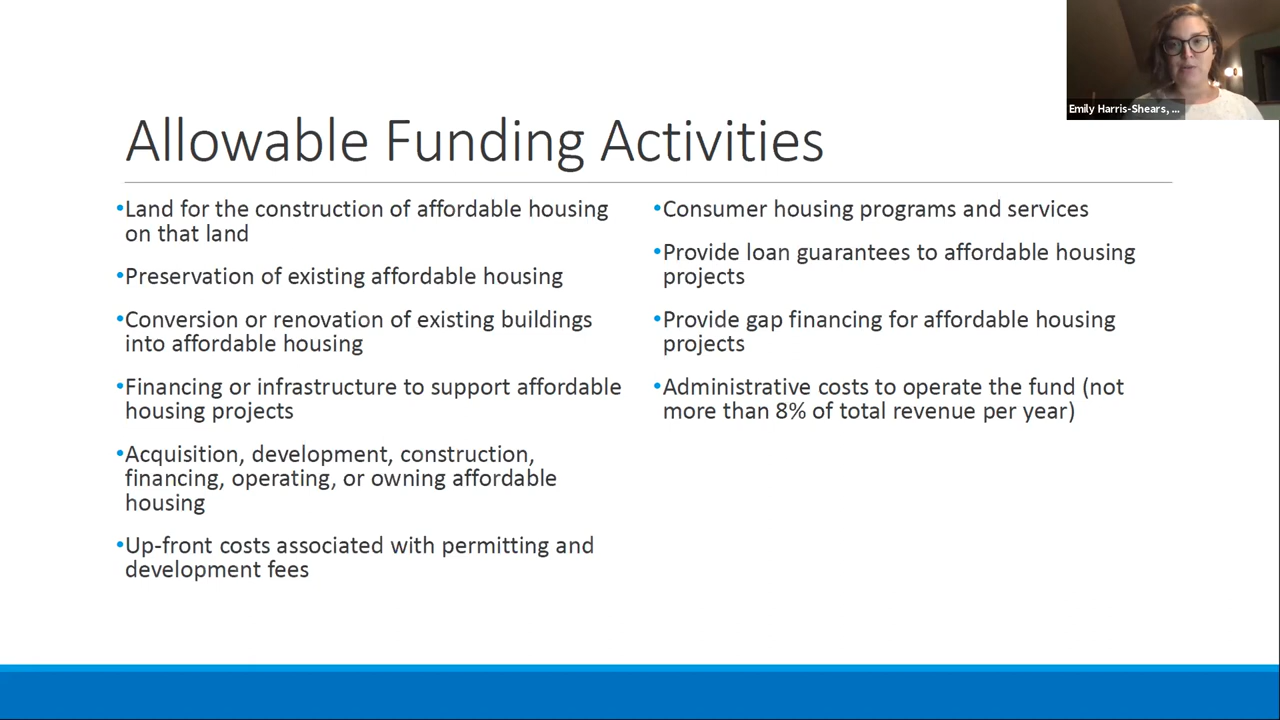 Allowable Funding Activities
•Land for the construction of affordable housing
on that land
•Preservation of existing affordable housing
•Conversion or renovation of existing buildings
into affordable housing
•Financing or infrastructure to support affordable
housing projects
•Acquisition, development, construction,
financing, operating, or owning affordable
housing
•Up-front costs associated with permitting and
development fees
•Consumer housing programs and services
•Provide loan guarantees to affordable housing
projects
•Provide gap financing for affordable housing
projects
•Administrative costs to operate the fund (not
more than 8% of total revenue per year)
Emily Harris-Shears, ...